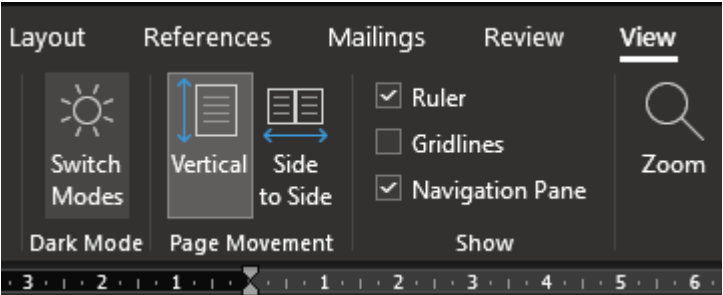 Layout References Mailings Review View
Switch Modes
Vertical
Side to Side
Ruler
Gridlines
Navigation Pane
Zoom
Dark Mode Page Movement Show
3 2 1 1 2 3 4 5 6